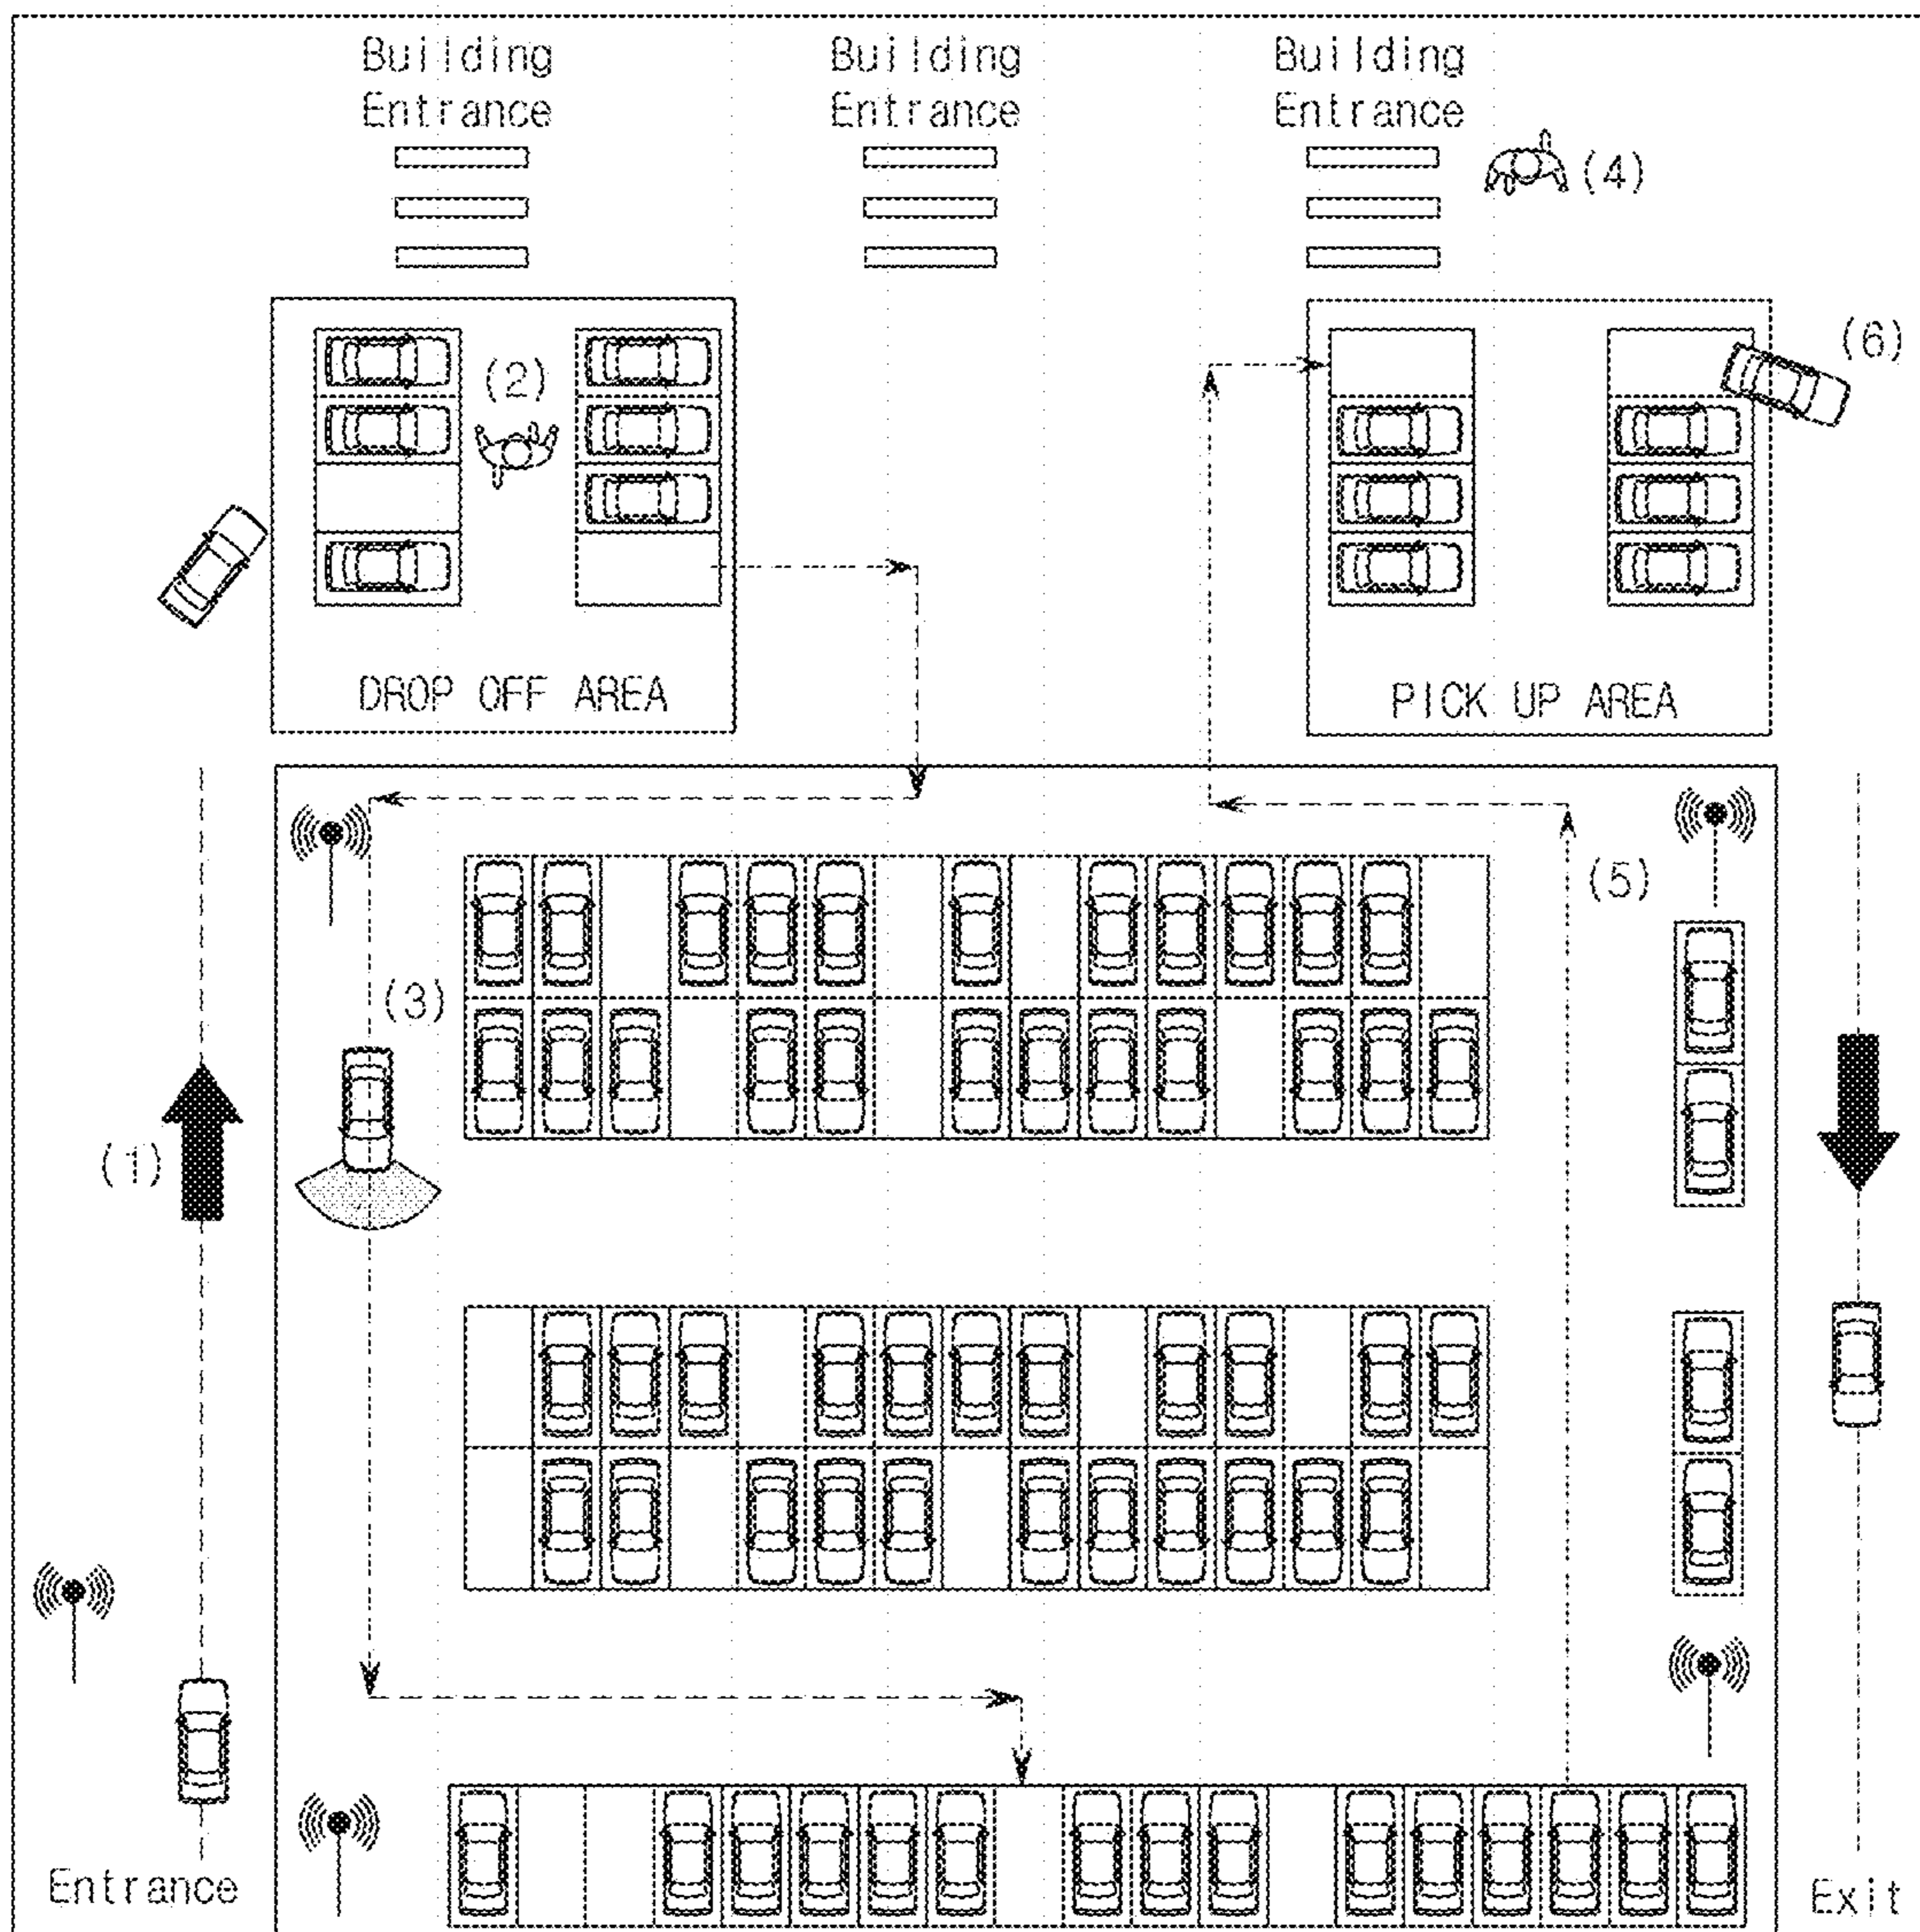 Building Building Building
Entrance Entrance Entrance
(4)
(6)
(2)
DROP OFF AREA
PICK UP AREA
(5)
(3)
(1)
Entrance
Exit